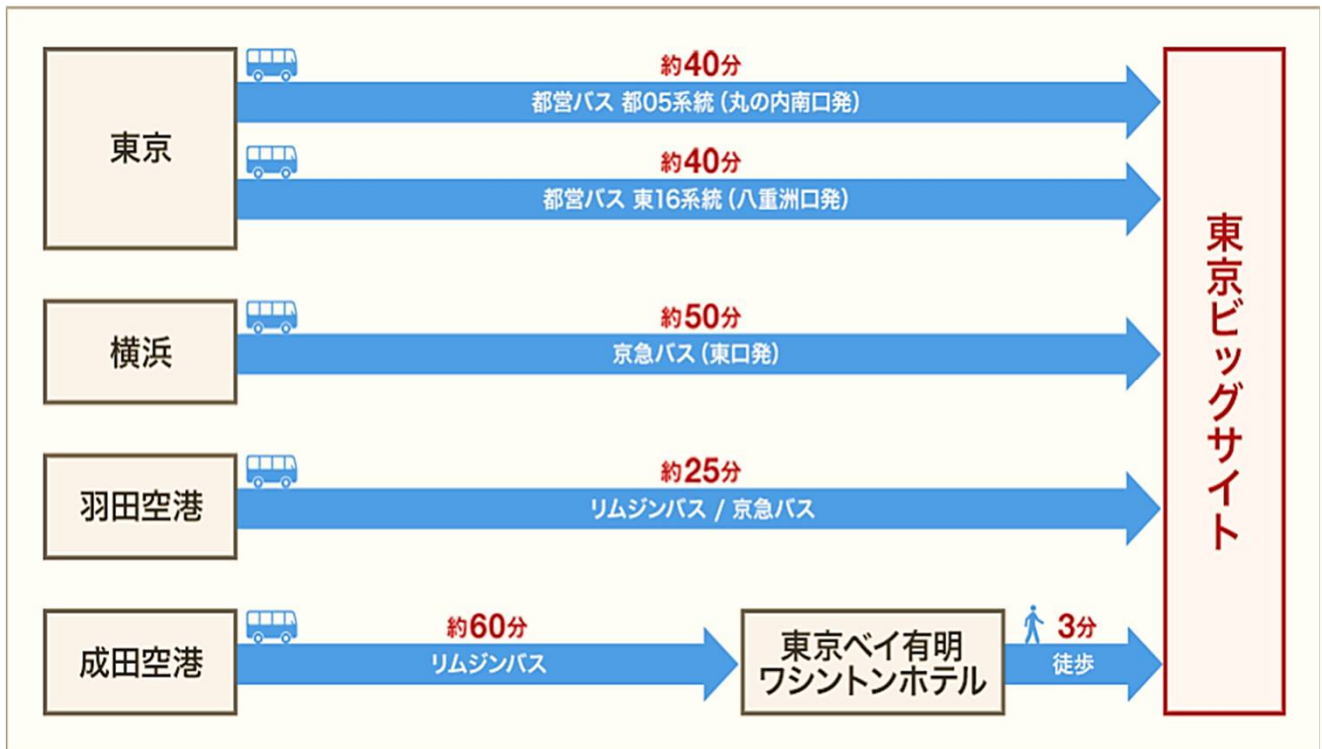 東京
約40分
都営バス 都05系統（丸の内南口発）
約40分
都営バス 東16系統（八重洲口発）
横浜
約50分
京急バス（東口発）
羽田空港
約25分
リムジンバス / 京急バス
成田空港
約60分
リムジンバス
東京ベイ有明
ワシントンホテル
3分
徒歩
東京ビッグサイト